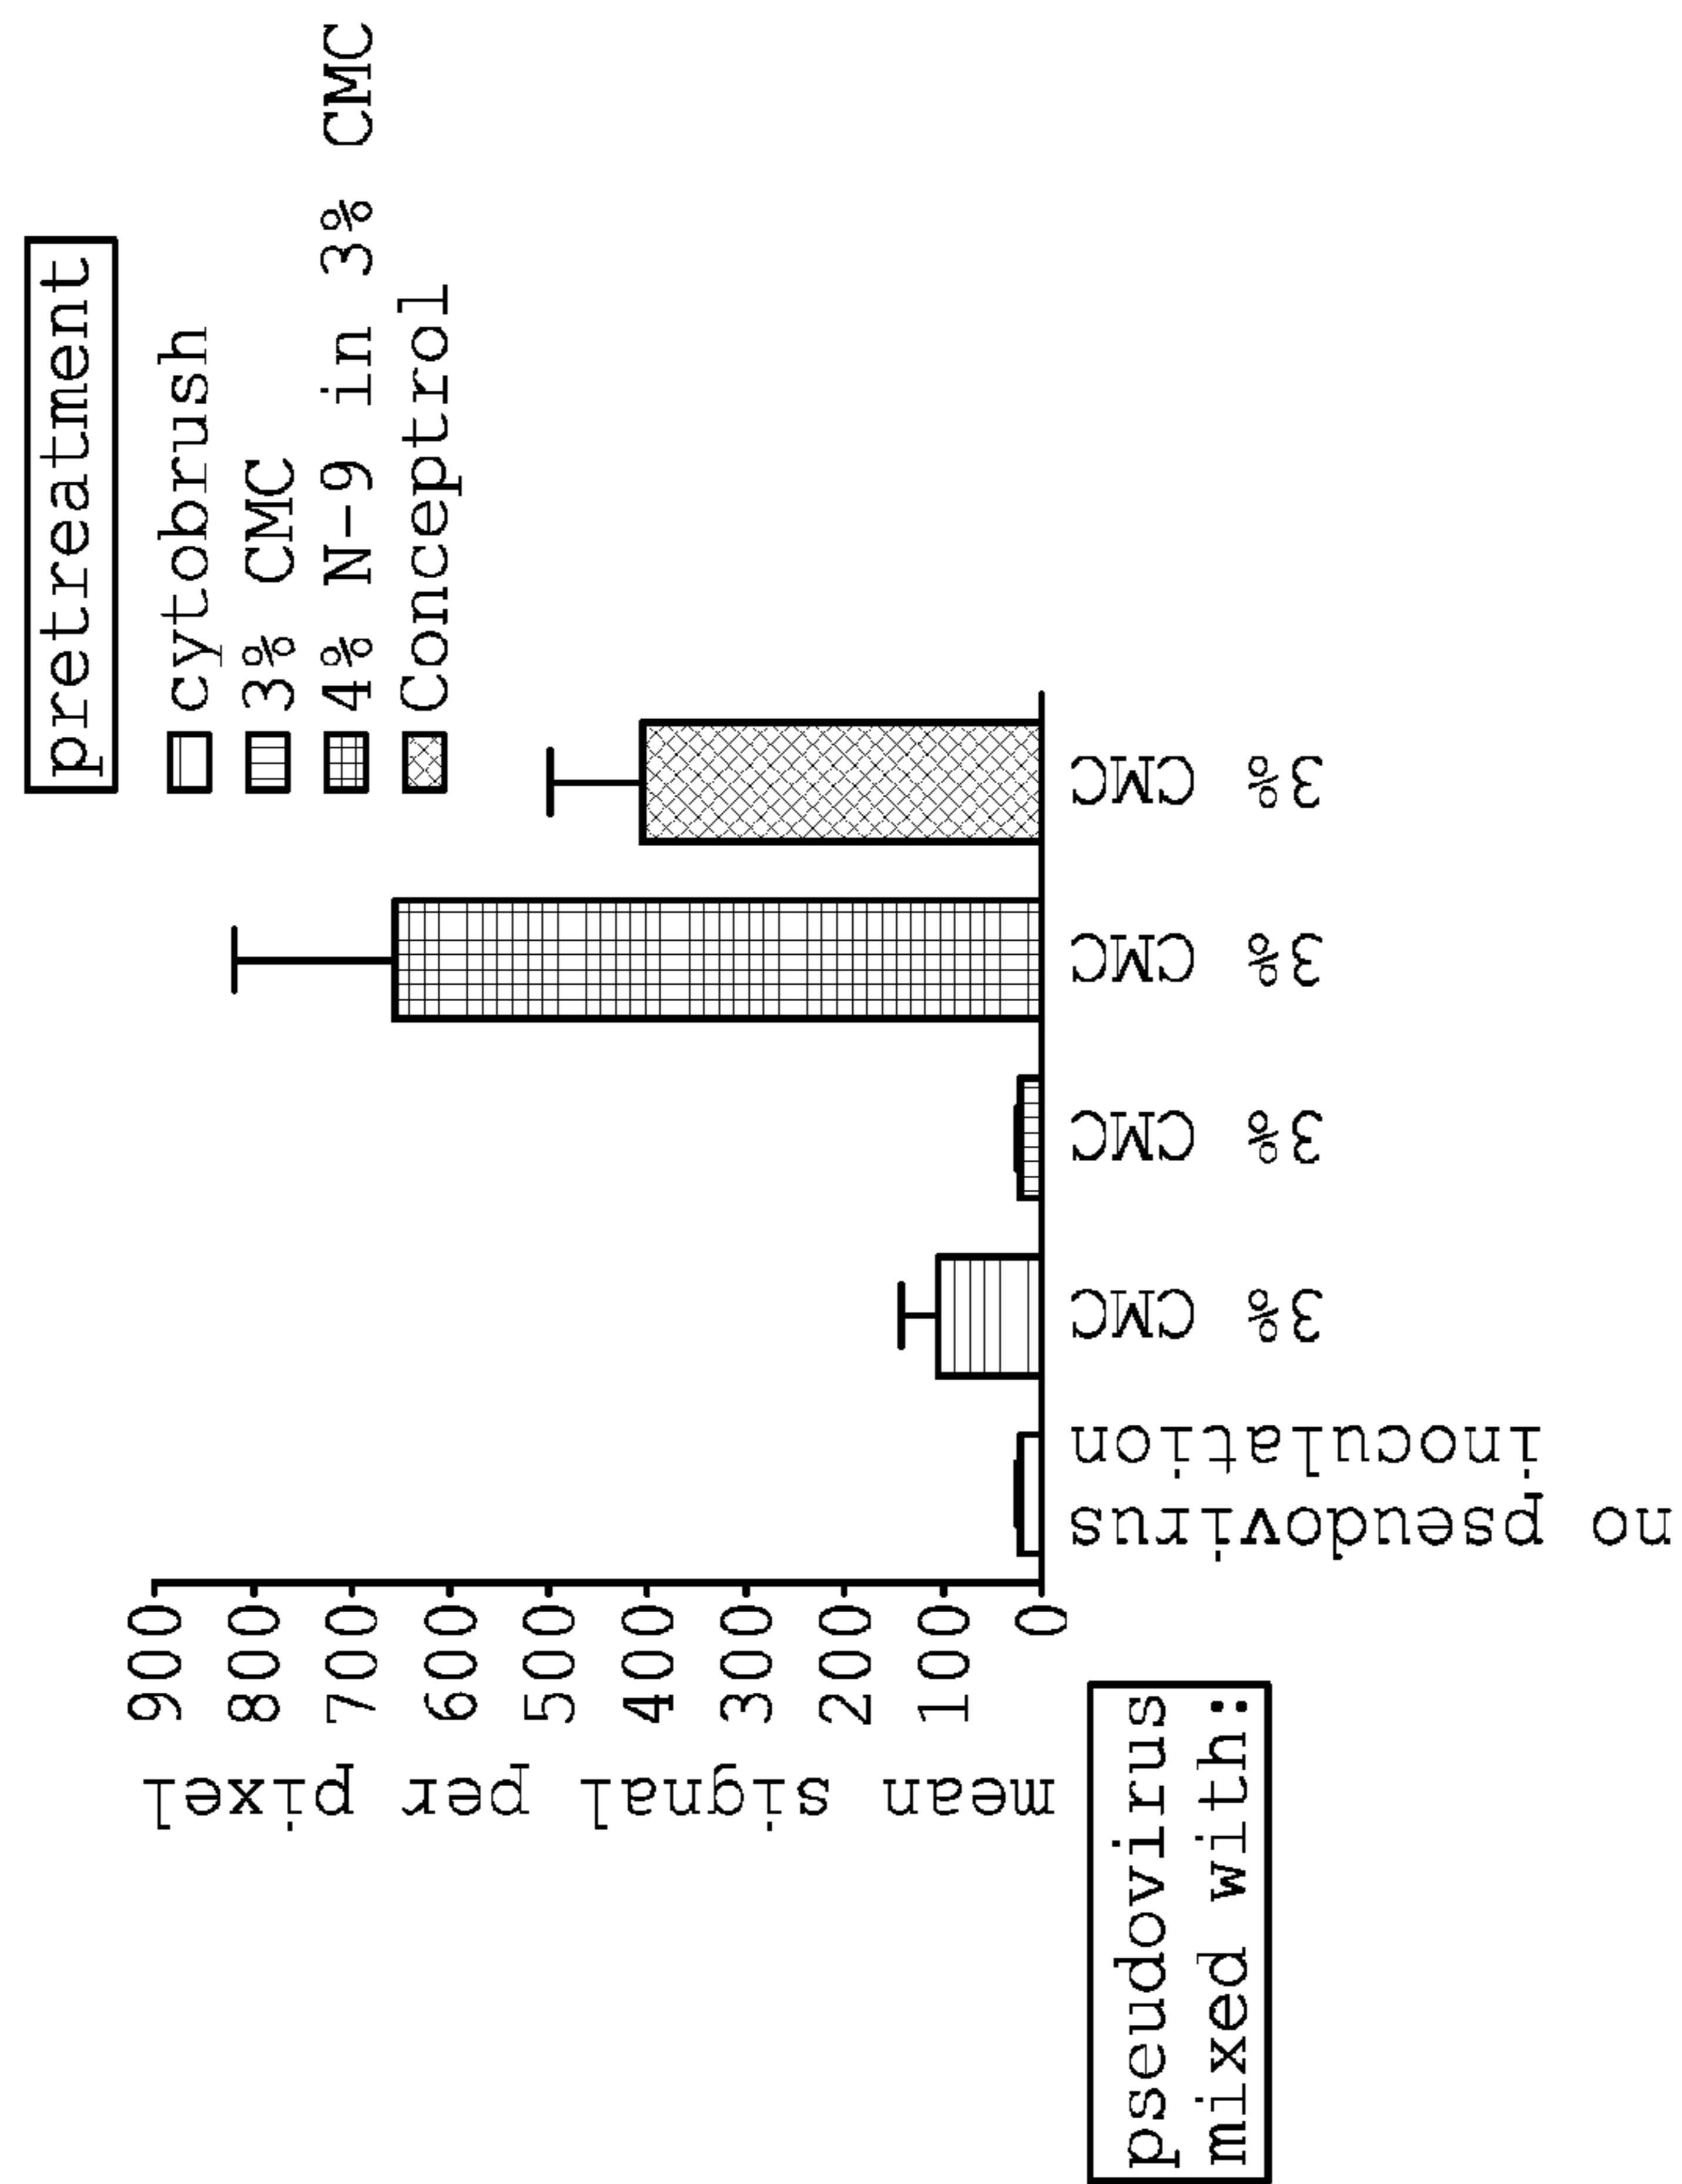 pretreatment
cytobrush
3% CMC
4% N-9 in 3% CMC
Conceptrol
mean signal per pixel
900
800
700
600
500
400
300
200
100
0
no pseudovirus
inoculation
3% CMC
3% CMC
3% CMC
3% CMC
pseudovirus
mixed with: